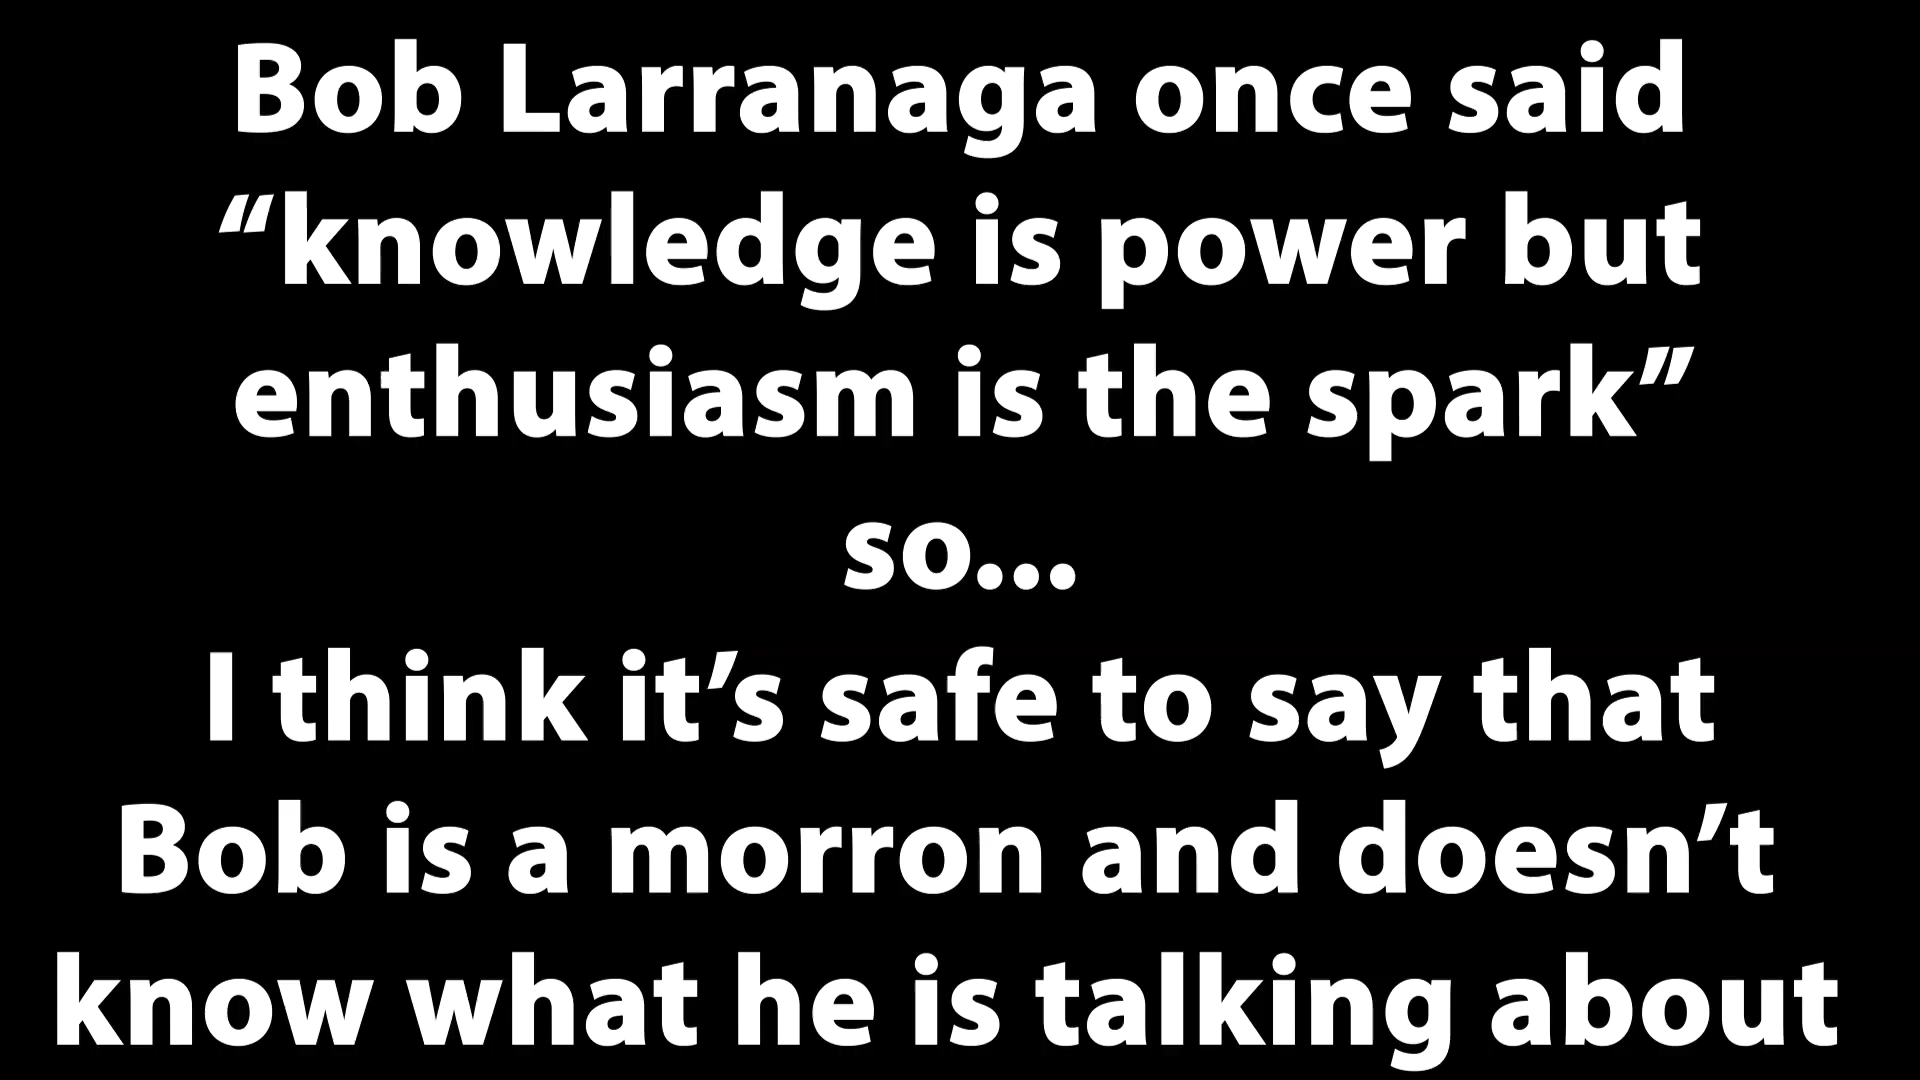 Bob Larranaga once said
“knowledge is power but
enthusiasm is the spark”
so...
I think it’s safe to say that
Bob is a morron and doesn’t
know what he is talking about